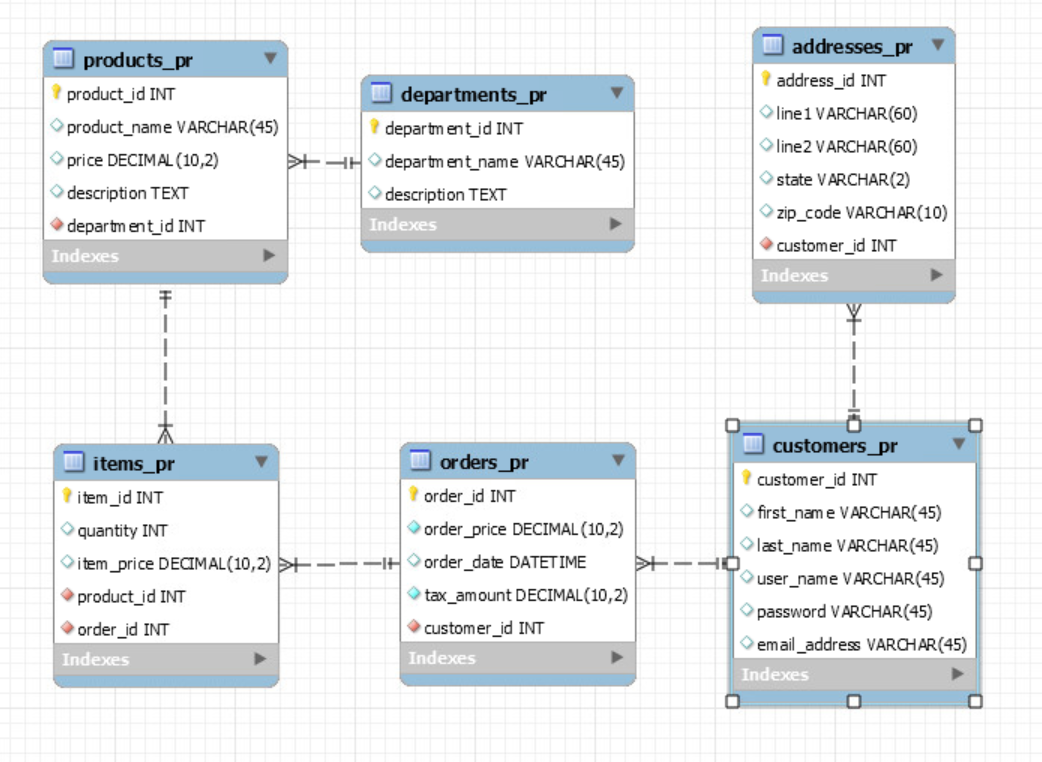 products_pr
product_id INT
product_name VARCHAR(45)
price DECIMAL(10,2)
description TEXT
department_id INT
Indexes
departments_pr
department_id INT
department_name VARCHAR(45)
description TEXT
Indexes
addresses_pr
address_id INT
line1 VARCHAR(60)
line2 VARCHAR(60)
state VARCHAR(2)
zip_code VARCHAR(10)
customer_id INT
Indexes
items_pr
item_id INT
quantity INT
item_price DECIMAL(10,2)
product_id INT
order_id INT
Indexes
orders_pr
order_id INT
order_price DECIMAL(10,2)
order_date DATETIME
tax_amount DECIMAL(10,2)
customer_id INT
Indexes
customers_pr
customer_id INT
first_name VARCHAR(45)
last_name VARCHAR(45)
user_name VARCHAR(45)
password VARCHAR(45)
email_address VARCHAR(45)
Indexes